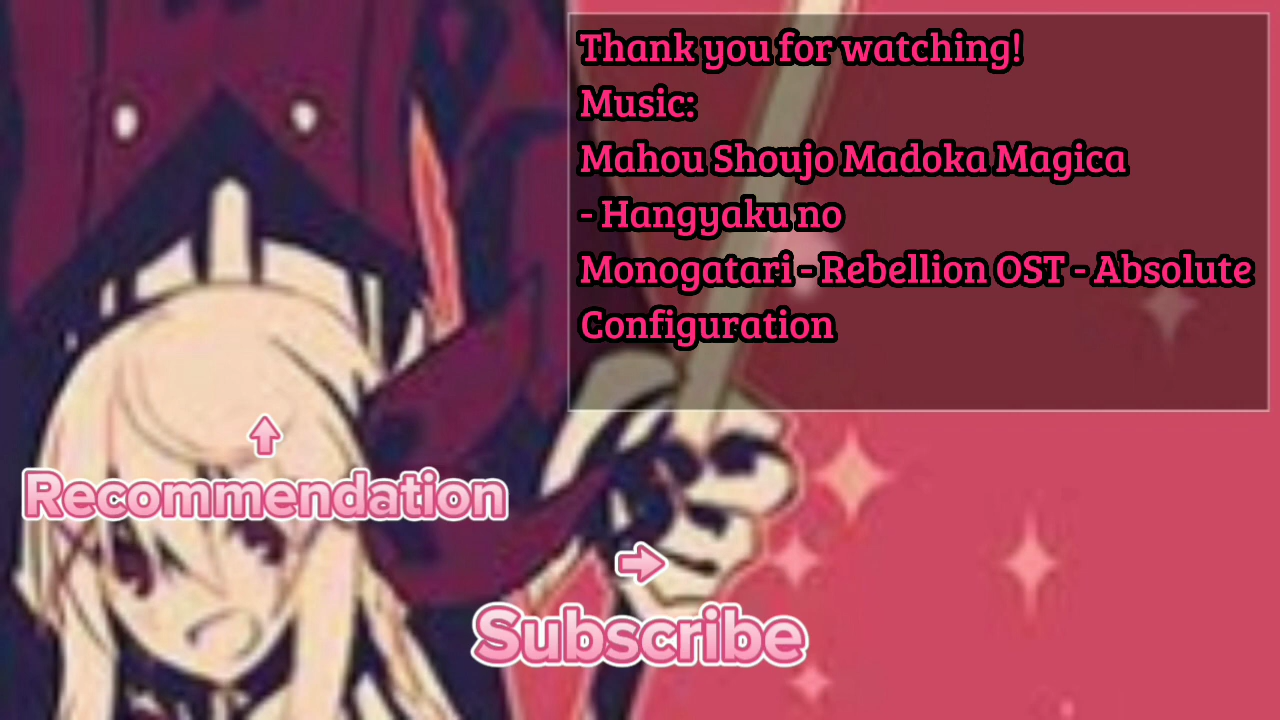 Thank you for watching!
Music:
Mahou Shoujo Madoka Magica
- Hangyaku no
Monogatari - Rebellion OST - Absolute
Configuration
Recommendation
Subscribe